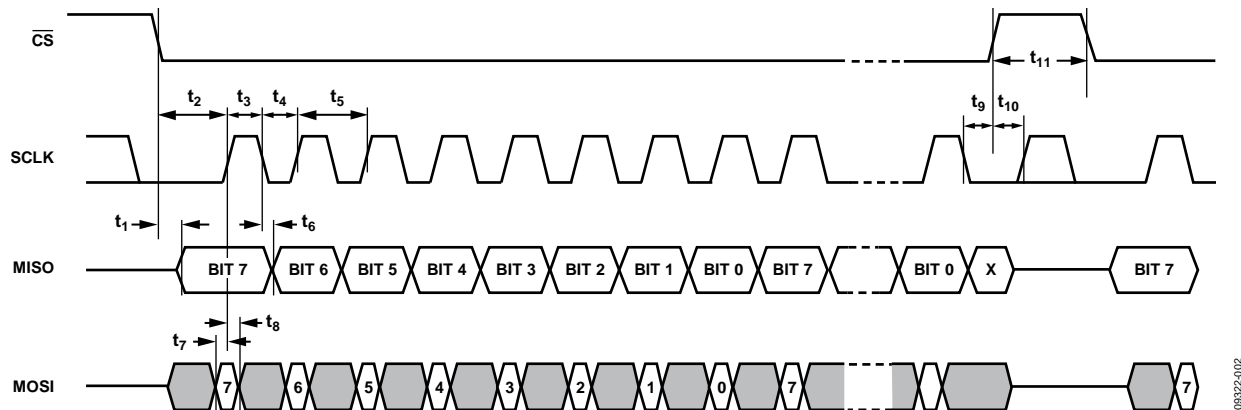 CS
t11
t2 t3 t4 t5
t9 t10
SCLK
t1 t6
MISO BIT 7 BIT 6 BIT 5 BIT 4 BIT 3 BIT 2 BIT 1 BIT 0 BIT 7 BIT 0 X BIT 7
t7 t8
MOSI 7 6 5 4 3 2 1 0 7 7
09322-002